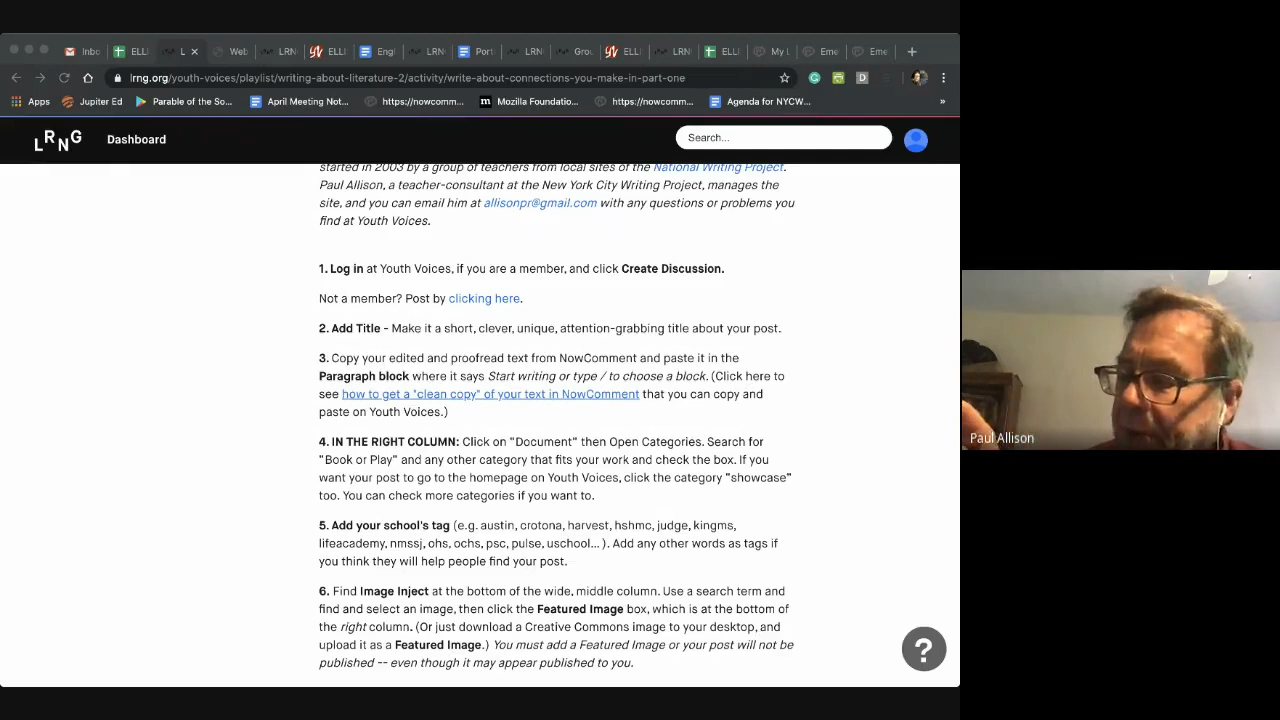 Inbo
ELLI
L
Web
LRN
ELLI
Engl
LRN
Port
LRN
Grou
ELLI
LRN
ELLI
My L
Eme
Eme
lrng.org/youth-voices/playlist/writing-about-literature-2/activity/write-about-connections-you-make-in-part-one
Apps
Jupiter Ed
Parable of the So...
April Meeting Not...
https://nowcomm...
Mozilla Foundatio...
https://nowcomm...
Agenda for NYCW...
»
LRNG
Dashboard
Search...
started in 2003 by a group of teachers from local sites of the National Writing Project.
Paul Allison, a teacher-consultant at the New York City Writing Project, manages the
site, and you can email him at allisonpr@gmail.com with any questions or problems you
find at Youth Voices.
1. Log in at Youth Voices, if you are a member, and click Create Discussion.
Not a member? Post by clicking here.
2. Add Title - Make it a short, clever, unique, attention-grabbing title about your post.
3. Copy your edited and proofread text from NowComment and paste it in the
Paragraph block where it says Start writing or type / to choose a block. (Click here to
see how to get a "clean copy" of your text in NowComment that you can copy and
paste on Youth Voices.)
4. IN THE RIGHT COLUMN: Click on "Document" then Open Categories. Search for
"Book or Play" and any other category that fits your work and check the box. If you
want your post to go to the homepage on Youth Voices, click the category "showcase"
too. You can check more categories if you want to.
5. Add your school's tag (e.g. austin, crotona, harvest, hshmc, judge, kingms,
lifeacademy, nmssj, ohs, ochs, psc, pulse, uschool... ). Add any other words as tags if
you think they will help people find your post.
6. Find Image Inject at the bottom of the wide, middle column. Use a search term and
find and select an image, then click the Featured Image box, which is at the bottom of
the right column. (Or just download a Creative Commons image to your desktop, and
upload it as a Featured Image.) You must add a Featured Image or your post will not be
published -- even though it may appear published to you.
?
Paul Allison